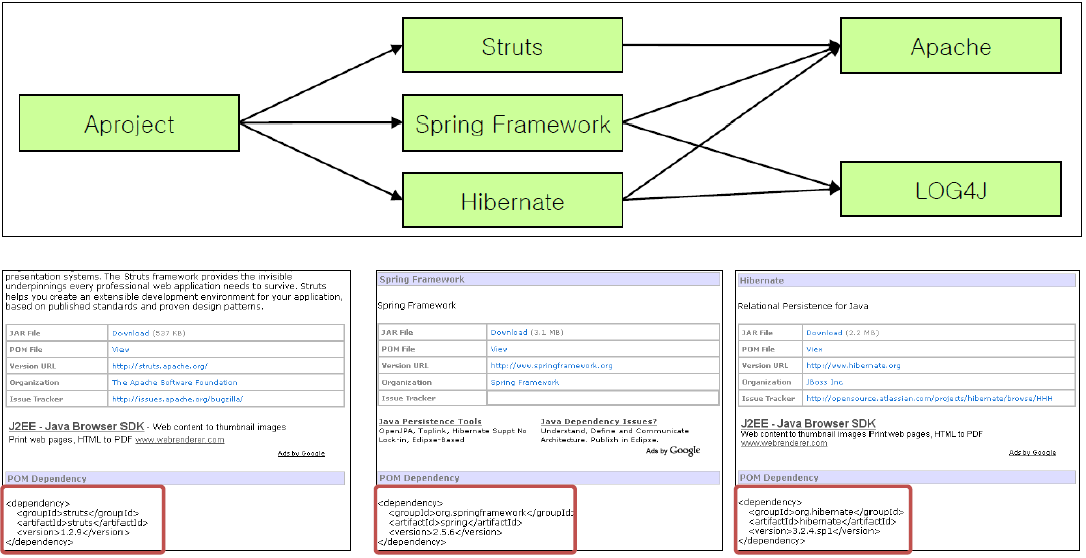 Struts
Apache
Aproject
Spring Framework
LOG4J
Hibernate
presentation systems. The Struts framework provides the invisible
underpinnings every professional web application needs to survive. Struts
helps you create an extensible development environment for your application,
based on published standards and proven design patterns.
JAR File Download (537 KB)
POM File View
Version URL http://struts.apache.org/
Organization The Apache Software Foundation
Issue Tracker http://issues.apache.org/bugzilla/
J2EE - Java Browser SDK - Web content to thumbnail images
Print web pages, HTML to PDF www.webrenderer.com
Ads by Google
POM Dependency
<dependency>
<groupId>struts</groupId>
<artifactId>struts</artifactId>
<version>1.2.9</version>
</dependency>
Spring Framework
Spring Framework
JAR File Download (3.1 MB)
POM File View
Version URL http://www.springframework.org
Organization Spring Framework
Issue Tracker
Java Persistence Tools
OpenJPA, Toplink, Hibernate Suppt No
Lock-in, Eclipse-Based
Java Dependency Issues?
Understand, Define and Communicate
Architecture. Publish in Eclipse.
Ads by Google
POM Dependency
<dependency>
<groupId>org.springframework</groupId>
<artifactId>spring</artifactId>
<version>2.5.6</version>
</dependency>
Hibernate
Relational Persistence for Java
JAR File Download (2.2 MB)
POM File View
Version URL http://www.hibernate.org
Organization JBoss Inc
Issue Tracker http://opensource.atlassian.com/projects/hibernate/browse/HHH
J2EE - Java Browser SDK
Web content to thumbnail images Print web pages, HTML to PDF
www.webrenderer.com
Ads by Google
POM Dependency
<dependency>
<groupId>org.hibernate</groupId>
<artifactId>hibernate</artifactId>
<version>3.2.4.sp1</version>
</dependency>